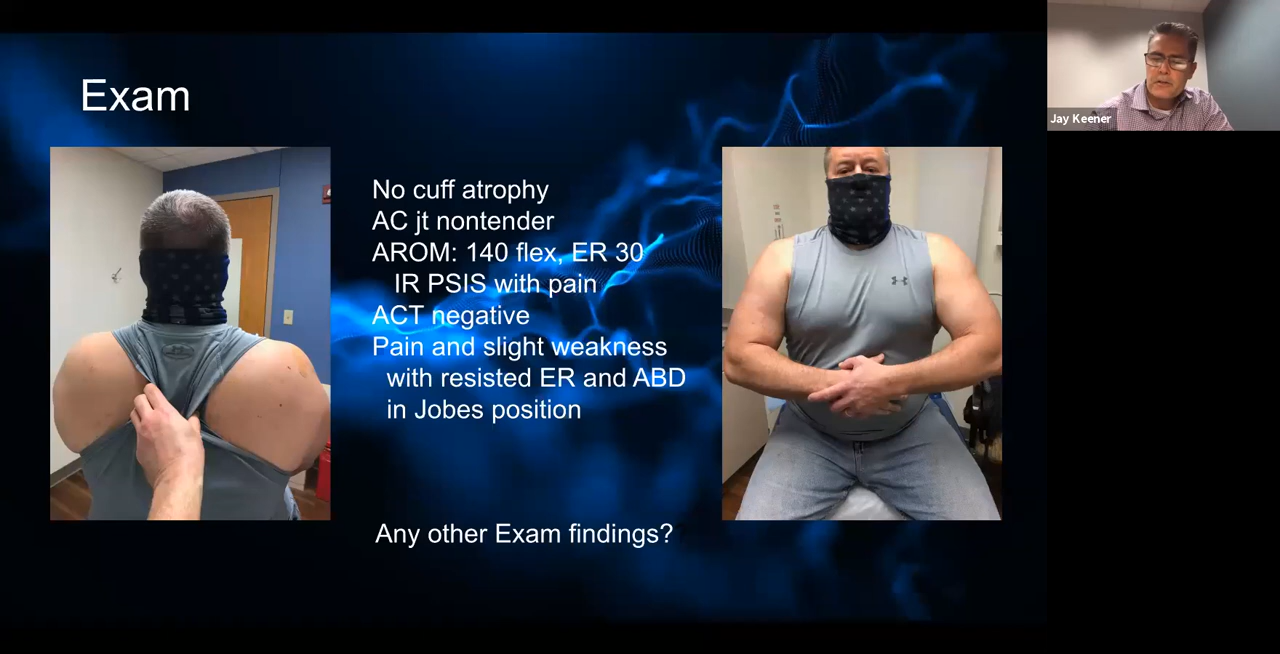 Exam
No cuff atrophy
AC jt nontender
AROM: 140 flex, ER 30
IR PSIS with pain
ACT negative
Pain and slight weakness
with resisted ER and ABD
in Jobes position
Any other Exam findings?
Jay Keener